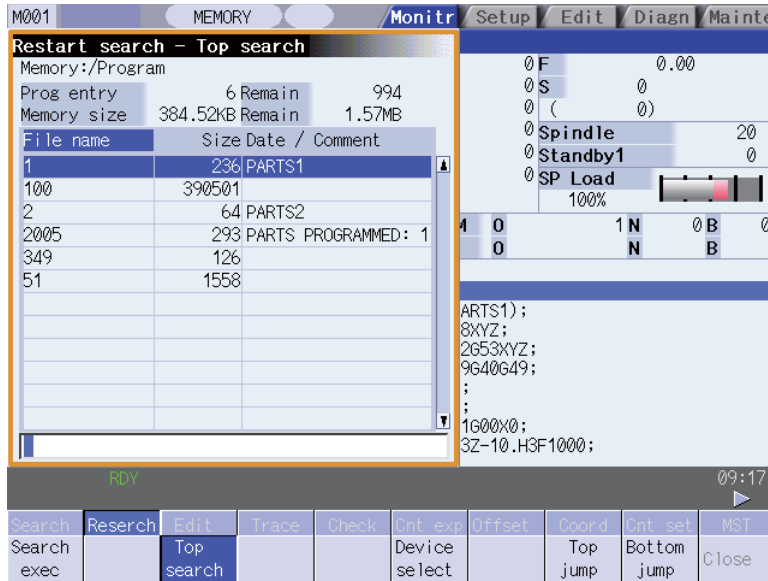 M001 MEMORY Monitr Setup Edit Diagn Mainte
Restart search - Top search
Memory:/Program
Prog entry 6 Remain 994
Memory size 384.52KB Remain 1.57MB
File name Size Date / Comment
1 236 PARTS1
100 390501
2 64 PARTS2
2005 293 PARTS PROGRAMMED: 1
349 126
51 1558
0 F 0.00
0 S 0
0 ( 0)
0 Spindle 20
0 Standby1 0
0 SP Load
100%
M O 1 N 0 B 0
O N B
ARTS1);
8XYZ;
2G53XYZ;
9G40G49;
;
;
1G00X0;
3Z-10.H3F1000;
RDY 09:17
Search Reserch Edit Trace Check Cnt exp Offset Coord Cnt set MST
Search exec Top search Device select Top jump Bottom jump Close